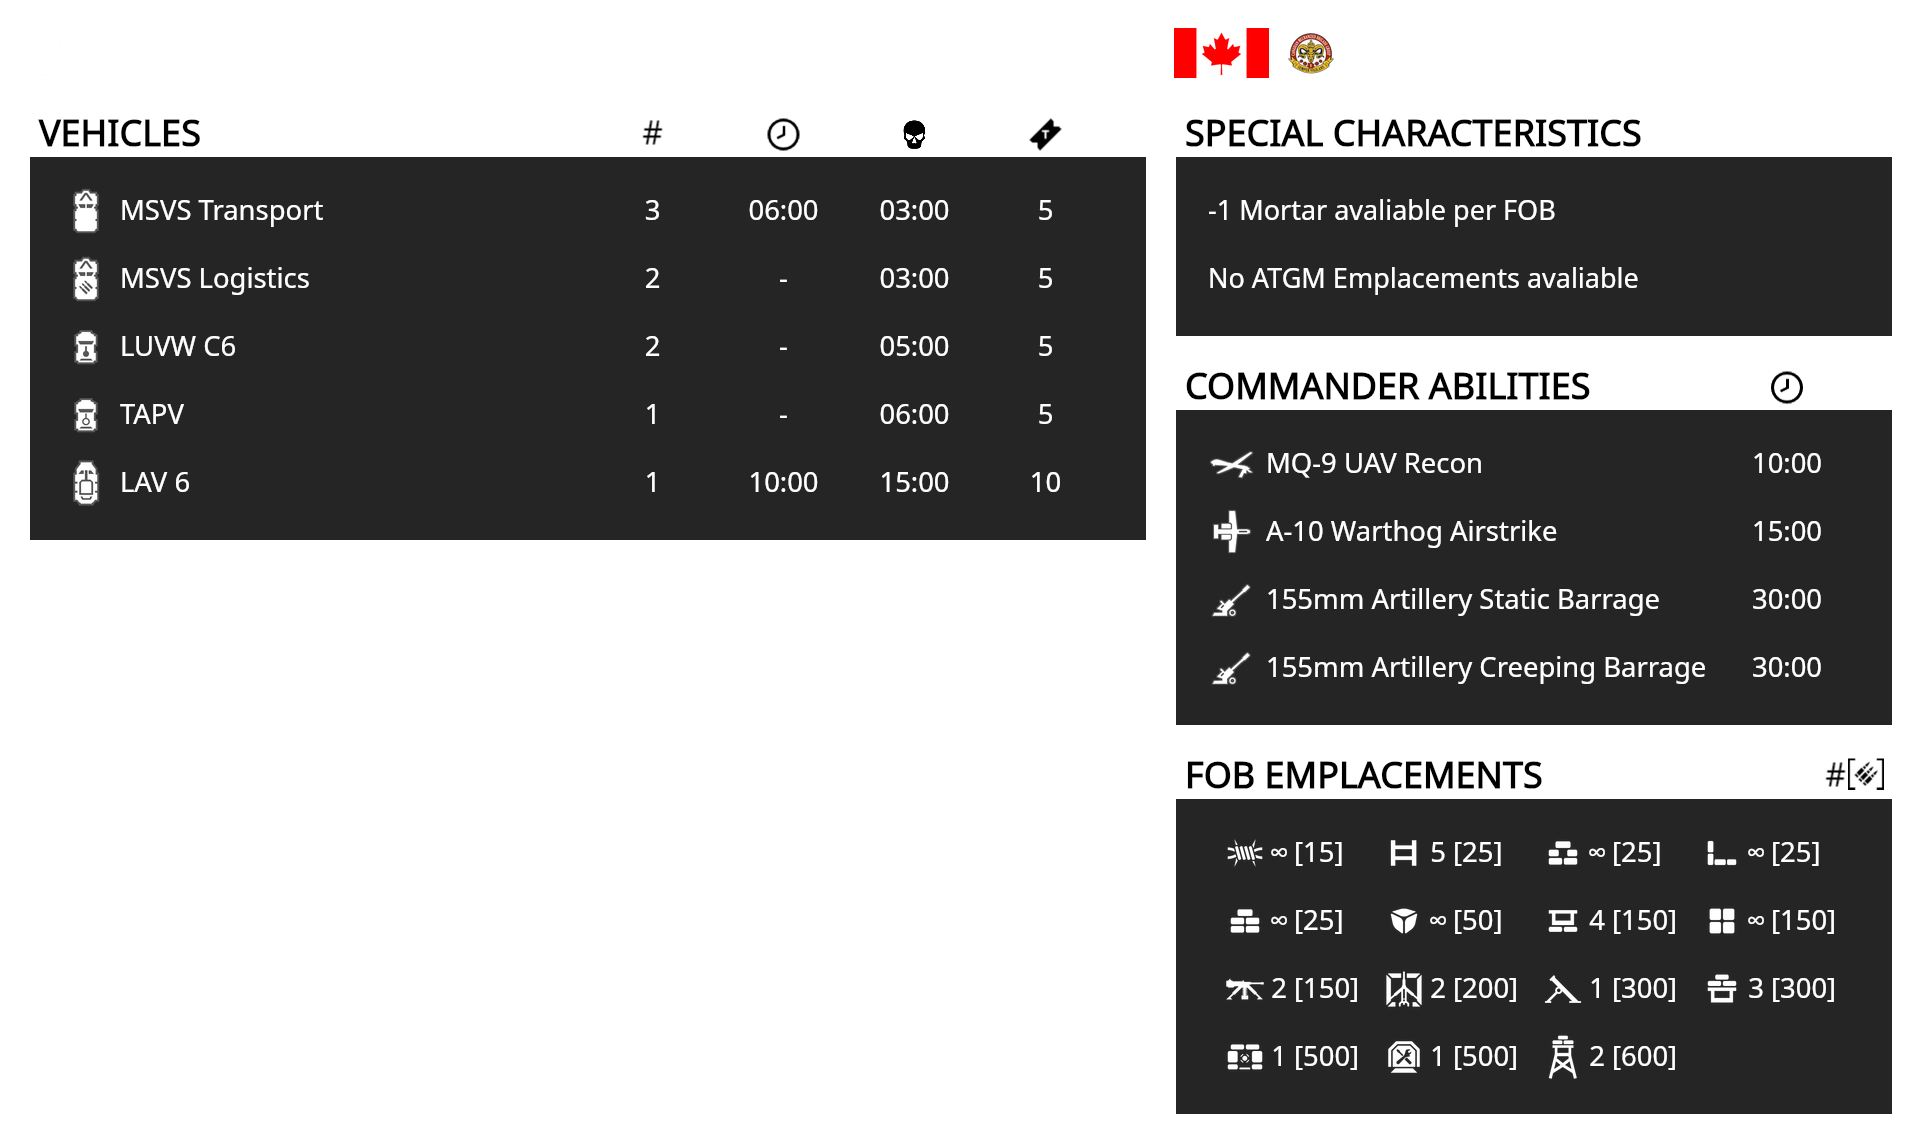 VEHICLES #
MSVS Transport 3 06:00 03:00 5
MSVS Logistics 2 - 03:00 5
LUVW C6 2 - 05:00 5
TAPV 1 - 06:00 5
LAV 6 1 10:00 15:00 10
SPECIAL CHARACTERISTICS
-1 Mortar avaliable per FOB
No ATGM Emplacements avaliable
COMMANDER ABILITIES
MQ-9 UAV Recon 10:00
A-10 Warthog Airstrike 15:00
155mm Artillery Static Barrage 30:00
155mm Artillery Creeping Barrage 30:00
FOB EMPLACEMENTS #[ ]
∞ [15] 5 [25] ∞ [25] ∞ [25]
∞ [25] ∞ [50] 4 [150] ∞ [150]
2 [150] 2 [200] 1 [300] 3 [300]
1 [500] 1 [500] 2 [600]